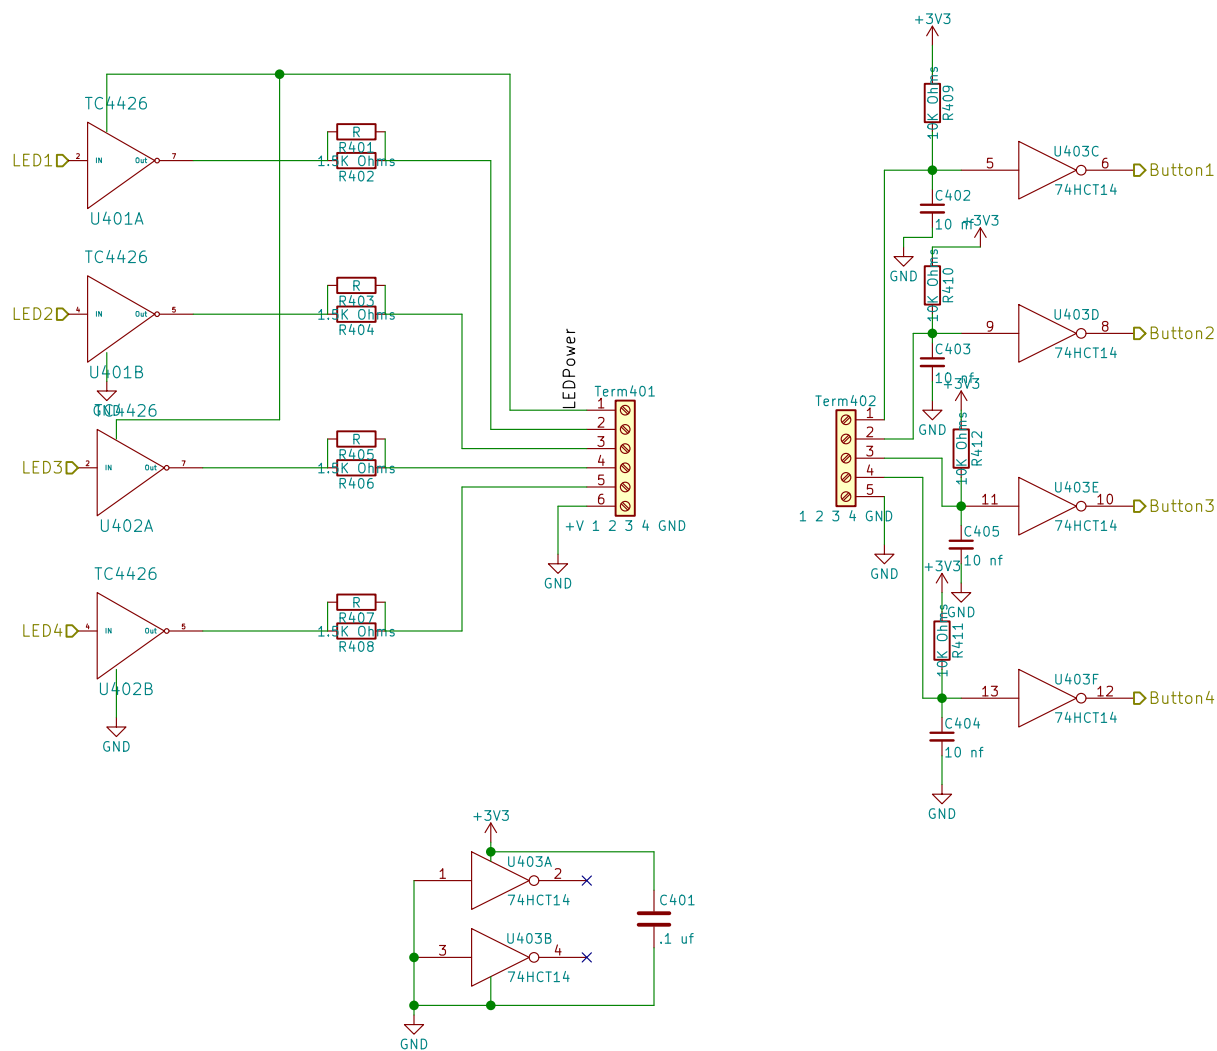 TC4426
LED1
2
IN
Out
7
U401A
R
R401
1.5K Ohms
R402
TC4426
LED2
4
IN
Out
5
U401B
GND
R
R403
1.5K Ohms
R404
TC4426
LED3
2
IN
Out
7
U402A
R
R405
1.5K Ohms
R406
TC4426
LED4
4
IN
Out
5
U402B
GND
R
R407
1.5K Ohms
R408
LEDPower
Term401
1
2
3
4
5
6
+V 1 2 3 4 GND
GND
+3V3
10K Ohms
R409
5
U403C
6
74HCT14
Button1
C402
10 nf
GND
+3V3
10K Ohms
R410
9
U403D
8
74HCT14
Button2
C403
10 nf
GND
Term402
1
2
3
4
5
1 2 3 4 GND
GND
+3V3
10K Ohms
R412
11
U403E
10
74HCT14
Button3
C405
10 nf
GND
+3V3
10K Ohms
R411
13
U403F
12
74HCT14
Button4
C404
10 nf
GND
+3V3
1
U403A
2
74HCT14
3
U403B
4
74HCT14
C401
.1 uf
GND